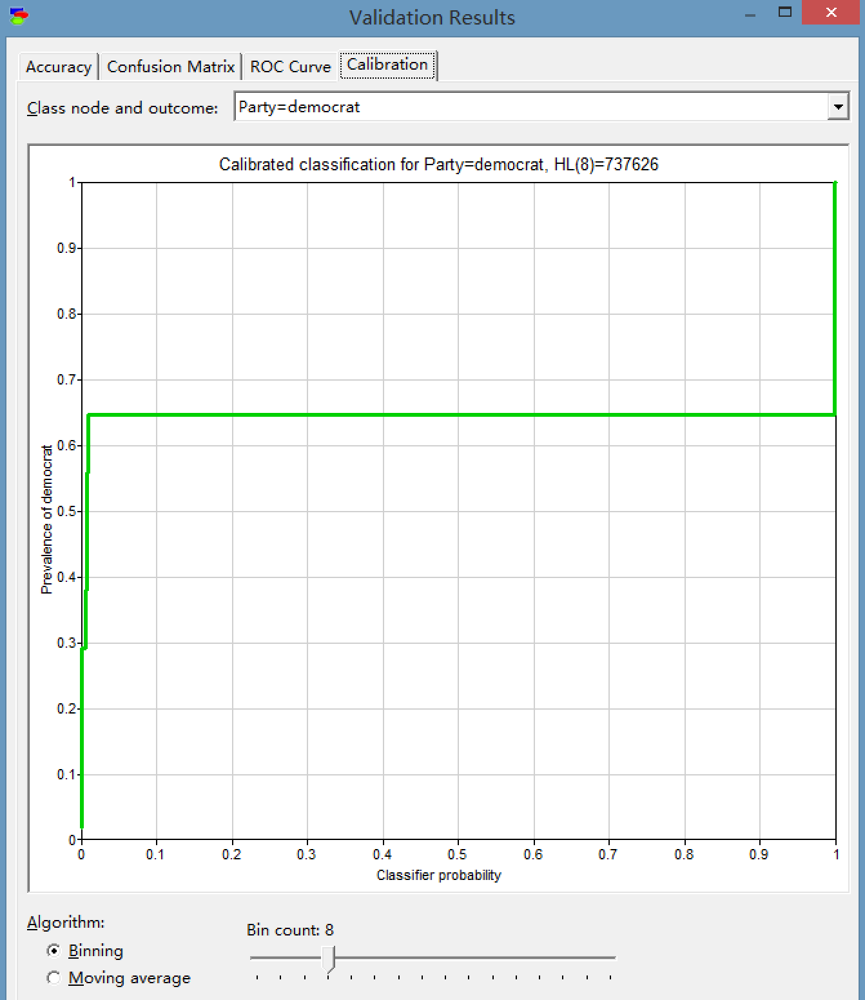 Validation Results
Accuracy Confusion Matrix ROC Curve Calibration
Class node and outcome: Party=democrat
Calibrated classification for Party=democrat, HL(8)=737626
1
0.9
0.8
0.7
0.6
0.5
0.4
0.3
0.2
0.1
0
Prevalence of democrat
0 0.1 0.2 0.3 0.4 0.5 0.6 0.7 0.8 0.9 1
Classifier probability
Algorithm:
Bin count: 8
Binning
Moving average